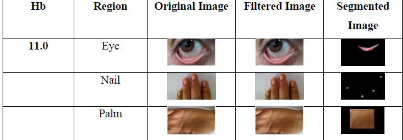 Hb Region Original Image Filtered Image Segmented Image
11.0 Eye
Nail
Palm